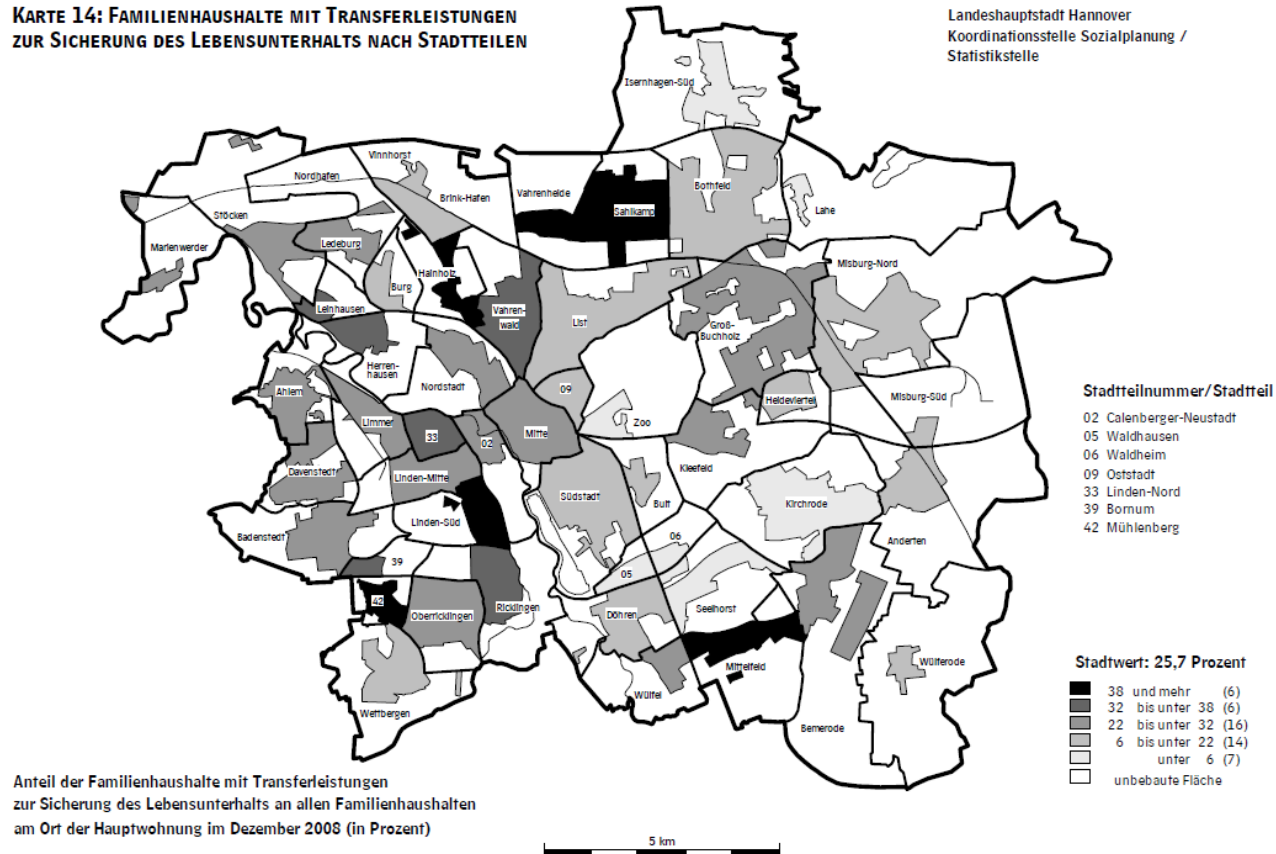 KARTE 14: FAMILIENHAUSHALTE MIT TRANSFERLEISTUNGEN
ZUR SICHERUNG DES LEBENSUNTERHALTS NACH STADTTEILEN
Landeshauptstadt Hannover
Koordinationsstelle Sozialplanung /
Statistikstelle
Isernhagen-Süd
Vinnhorst
Nordhafen
Brink-Hafen
Vahrenheide
Sahlkamp
Bothfeld
Lahe
Stöcken
Marienwerder
Ledeburg
Hainholz
Burg
Misburg-Nord
Leinhausen
Vahren-
wald
List
Groß-
Buchholz
Herren-
hausen
Nordstadt
Ahlem
09
Heideviertel
Misburg-Süd
Limmer
33
02
Mitte
Zoo
Kleefeld
Davenstedt
Linden-Mitte
Südstadt
Bult
Kirchrode
Linden-Süd
Badenstedt
06
Anderten
39
05
42
Oberricklingen
Ricklingen
Döhren
Seelhorst
Mittelfeld
Wülferode
Wülfel
Wettbergen
Bemerode
Stadtteilnummer/Stadtteil
02 Calenberger-Neustadt
05 Waldhausen
06 Waldheim
09 Oststadt
33 Linden-Nord
39 Bornum
42 Mühlenberg
Stadtwert: 25,7 Prozent
38 und mehr (6)
32 bis unter 38 (6)
22 bis unter 32 (16)
6 bis unter 22 (14)
unter 6 (7)
unbebaute Fläche
Anteil der Familienhaushalte mit Transferleistungen
zur Sicherung des Lebensunterhalts an allen Familienhaushalten
am Ort der Hauptwohnung im Dezember 2008 (in Prozent)
5 km